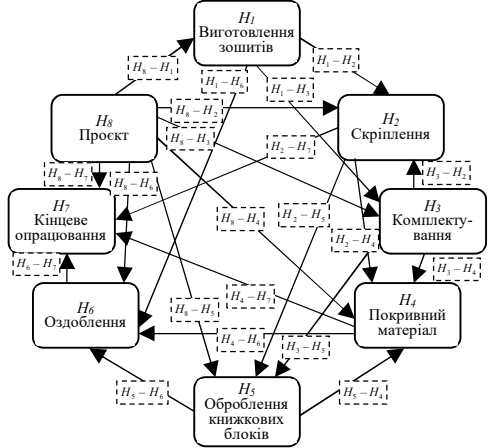 H1
Виготовлення
зошитів
H8 – H1
H1 – H6
H1 – H2
H1 – H3
H8
Проєкт
H8 – H2
H8 – H3
H2
Скріплення
H2 – H7
H8 – H7
H8 – H6
H3 – H2
H7
Кінцеве
опрацювання
H8 – H4
H2 – H5
H2 – H4
H3
Комплекту-
вання
H6 – H7
H3 – H4
H6
Оздоблення
H4 – H7
H8 – H5
H4 – H6
H3 – H5
H4
Покривний
матеріал
H5 – H6
H5
Оброблення
книжкових
блоків
H5 – H4